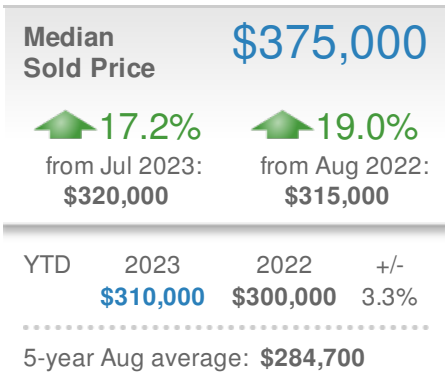 Median $375,000
Sold Price
17.2% 19.0%
from Jul 2023: from Aug 2022:
$320,000 $315,000
YTD 2023 2022 +/-
$310,000 $300,000 3.3%
5-year Aug average: $284,700